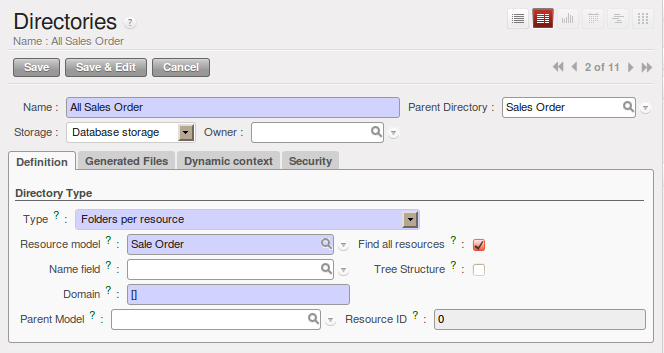 Directories ?
Name : All Sales Order
Save Save & Edit Cancel 2 of 11
Name : All Sales Order Parent Directory : Sales Order
Storage : Database storage Owner :
Definition Generated Files Dynamic context Security
Directory Type
Type ? : Folders per resource
Resource model ? : Sale Order Find all resources ? :
Name field ? : Tree Structure ? :
Domain ? : []
Parent Model ? : Resource ID ? : 0